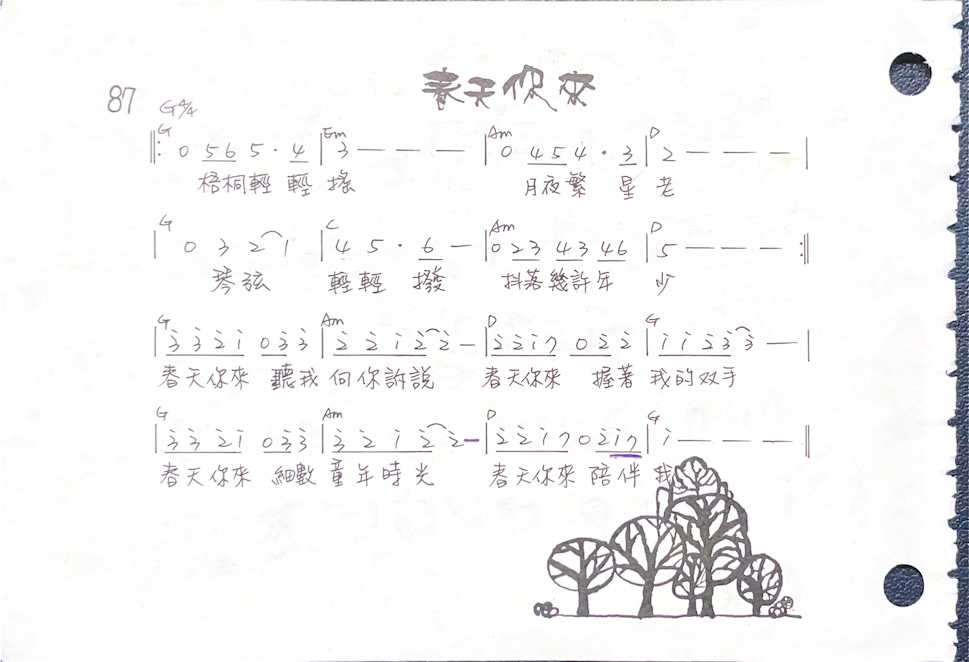 春天你來
87 G4/4
G Em Am D
‖: 0 5 6 5 · 4 | 3 — — — | 0 4 5 4 · 3 | 2 — — — |
梧桐輕 輕 搖 月夜繁 星 老
G C Am D
| 0 3 2 1 | 4 5 · 6 — | 0 2 3 4 3 4 6 | 5 — — — :‖
琴弦 輕輕 撥 抖落幾許年 少
G Am D G
| 3̇ 3̇ 2̇ 1̇ 0 3̇ 3̇ | 2̇ 2̇ 1̇ 2̇ 2̇ — | 2̇ 2̇ 1̇ 7 0 2̇ 2̇ | 1̇ 1̇ 2̇ 3̇ 3̇ — |
春天你來 聽我向你訴說 春天你來 握著我的双手
G Am D G
| 3̇ 3̇ 2̇ 1̇ 0 3̇ 3̇ | 3̇ 2̇ 1̇ 2̇ 2̇ — | 2̇ 2̇ 1̇ 7 0 2̇ 1̇ 7 | 1̇ — — — ‖
春天你來 細數童年時光 春天你來陪伴我